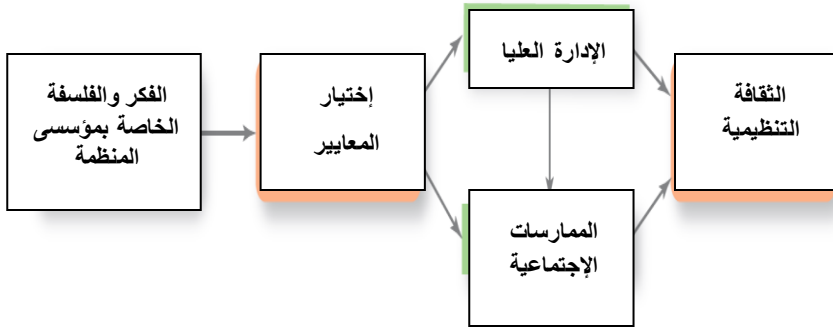 الفكر والفلسفة
الخاصة بمؤسسى
المنظمة
إختيار
المعايير
الإدارة العليا
الممارسات
الإجتماعية
الثقافة
التنظيمية